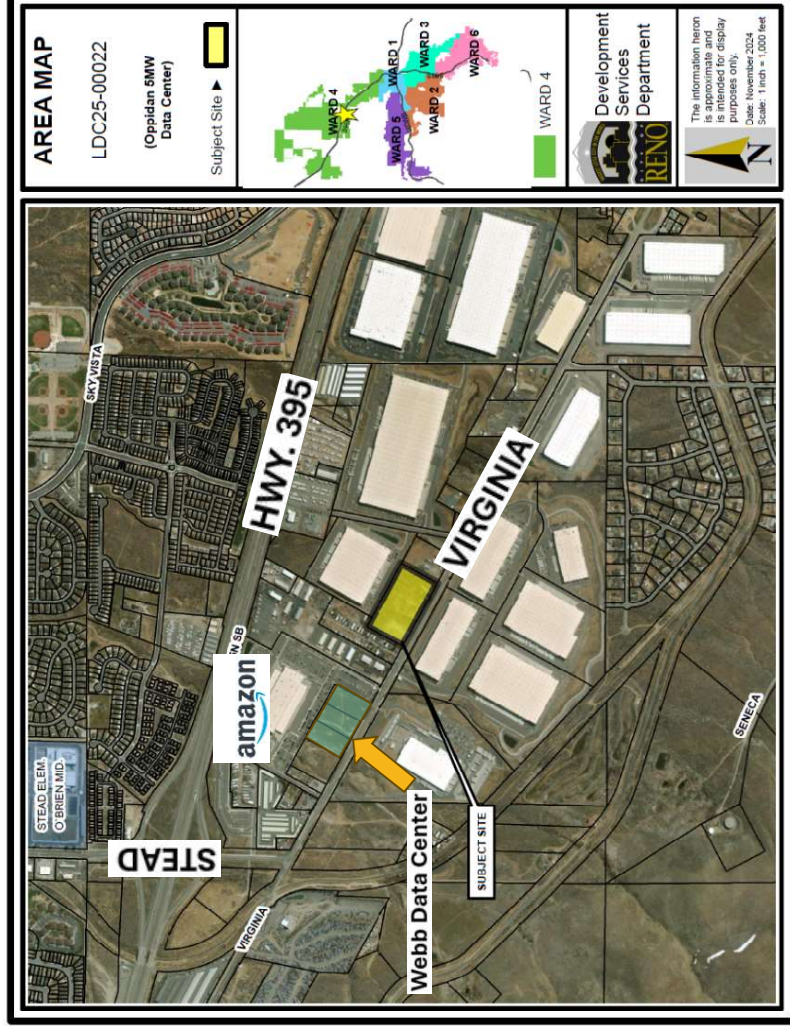 AREA MAP
LDC25-00022
(Oppidan 5MW
Data Center)
Subject Site ►
WARD 4
WARD 1
WARD 3
WARD 5
WARD 2
WARD 6
WARD 4
RENO
Development
Services
Department
N
The information heron
is approximate and
is intended for display
purposes only.
Date: November 2024
Scale: 1 inch = 1,000 feet
STEAD ELEM.
O'BRIEN MID.
SKY VISTA
STEAD
amazon
HWY. 395
VIRGINIA
VIRGINIA
Webb Data Center
SUBJECT SITE
SENECA